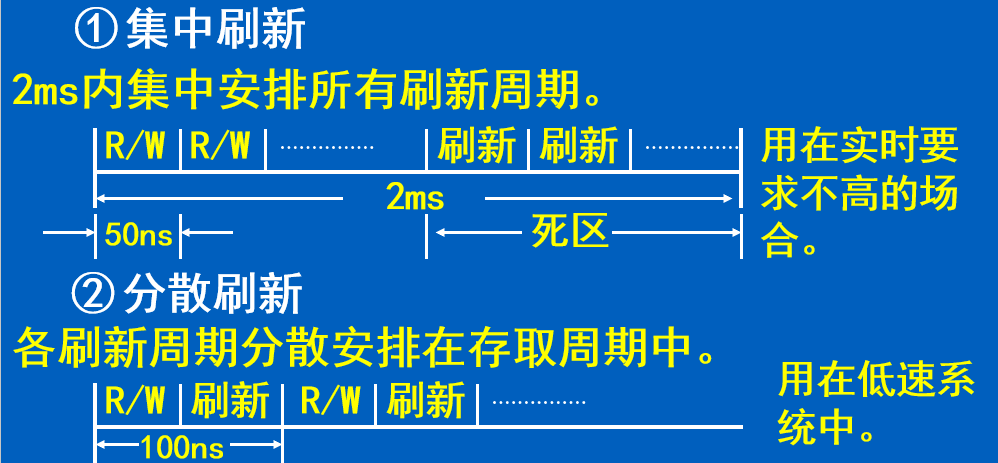 ①集中刷新
2ms内集中安排所有刷新周期。
R/W R/W ............... 刷新 刷新 ...............
用在实时要
求不高的场
合。
2ms
50ns 死区
②分散刷新
各刷新周期分散安排在存取周期中。
R/W 刷新 R/W 刷新 ...............
用在低速系
统中。
100ns